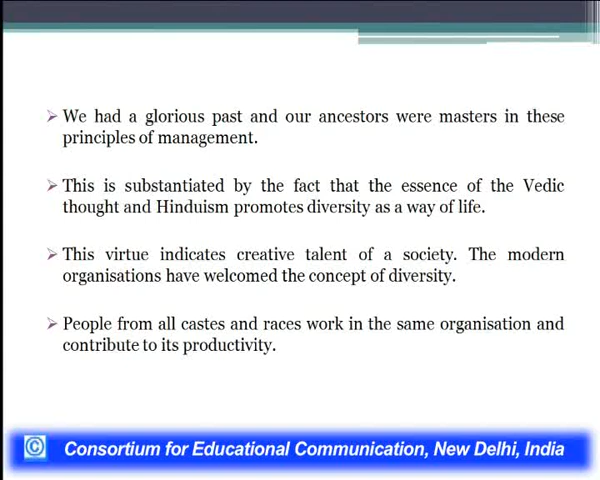 We had a glorious past and our ancestors were masters in these
principles of management.
This is substantiated by the fact that the essence of the Vedic
thought and Hinduism promotes diversity as a way of life.
This virtue indicates creative talent of a society. The modern
organisations have welcomed the concept of diversity.
People from all castes and races work in the same organisation and
contribute to its productivity.
© Consortium for Educational Communication, New Delhi, India